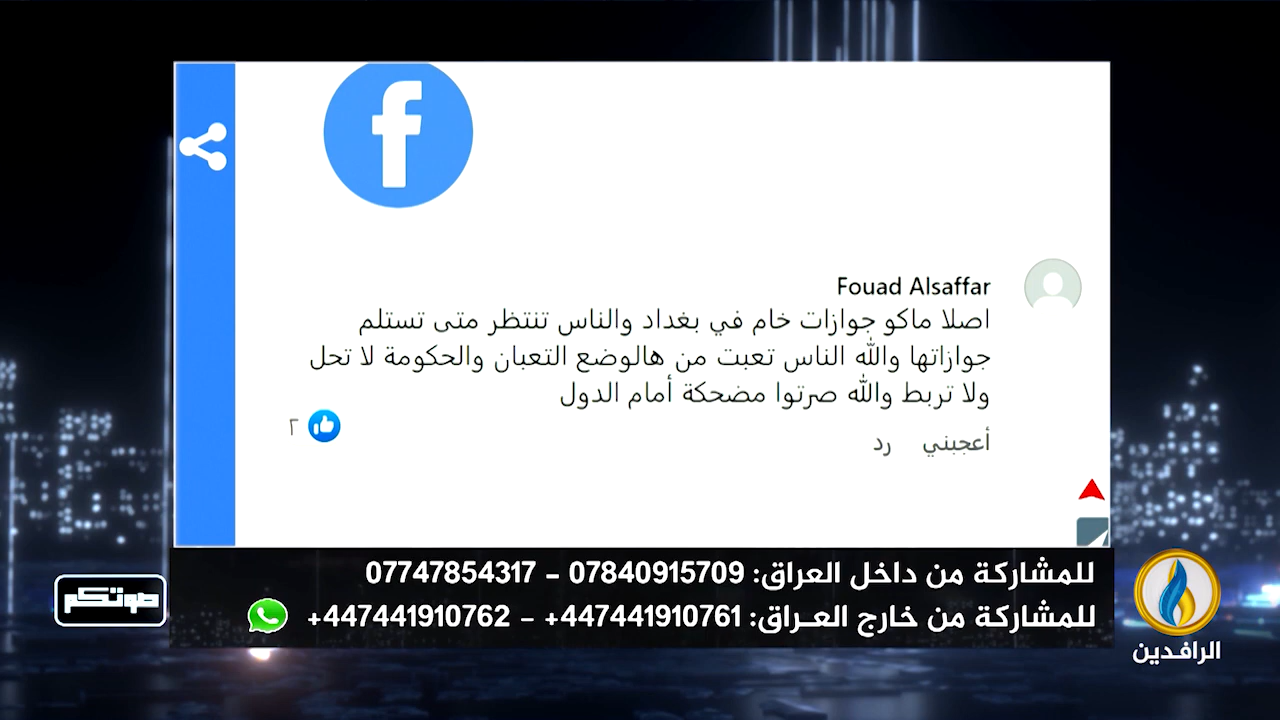 f
Fouad Alsaffar
اصلا ماكو جوازات خام في بغداد والناس تنتظر متى تستلم
جوازاتها والله الناس تعبت من هالوضع التعبان والحكومة لا تحل
ولا تربط والله صرتوا مضحكة أمام الدول
٢
أعجبني رد
للمشاركة من داخل العراق: 07840915709 - 07747854317
للمشاركة من خارج العـراق: 447441910761+ - 447441910762+
صوتكم
الرافدين